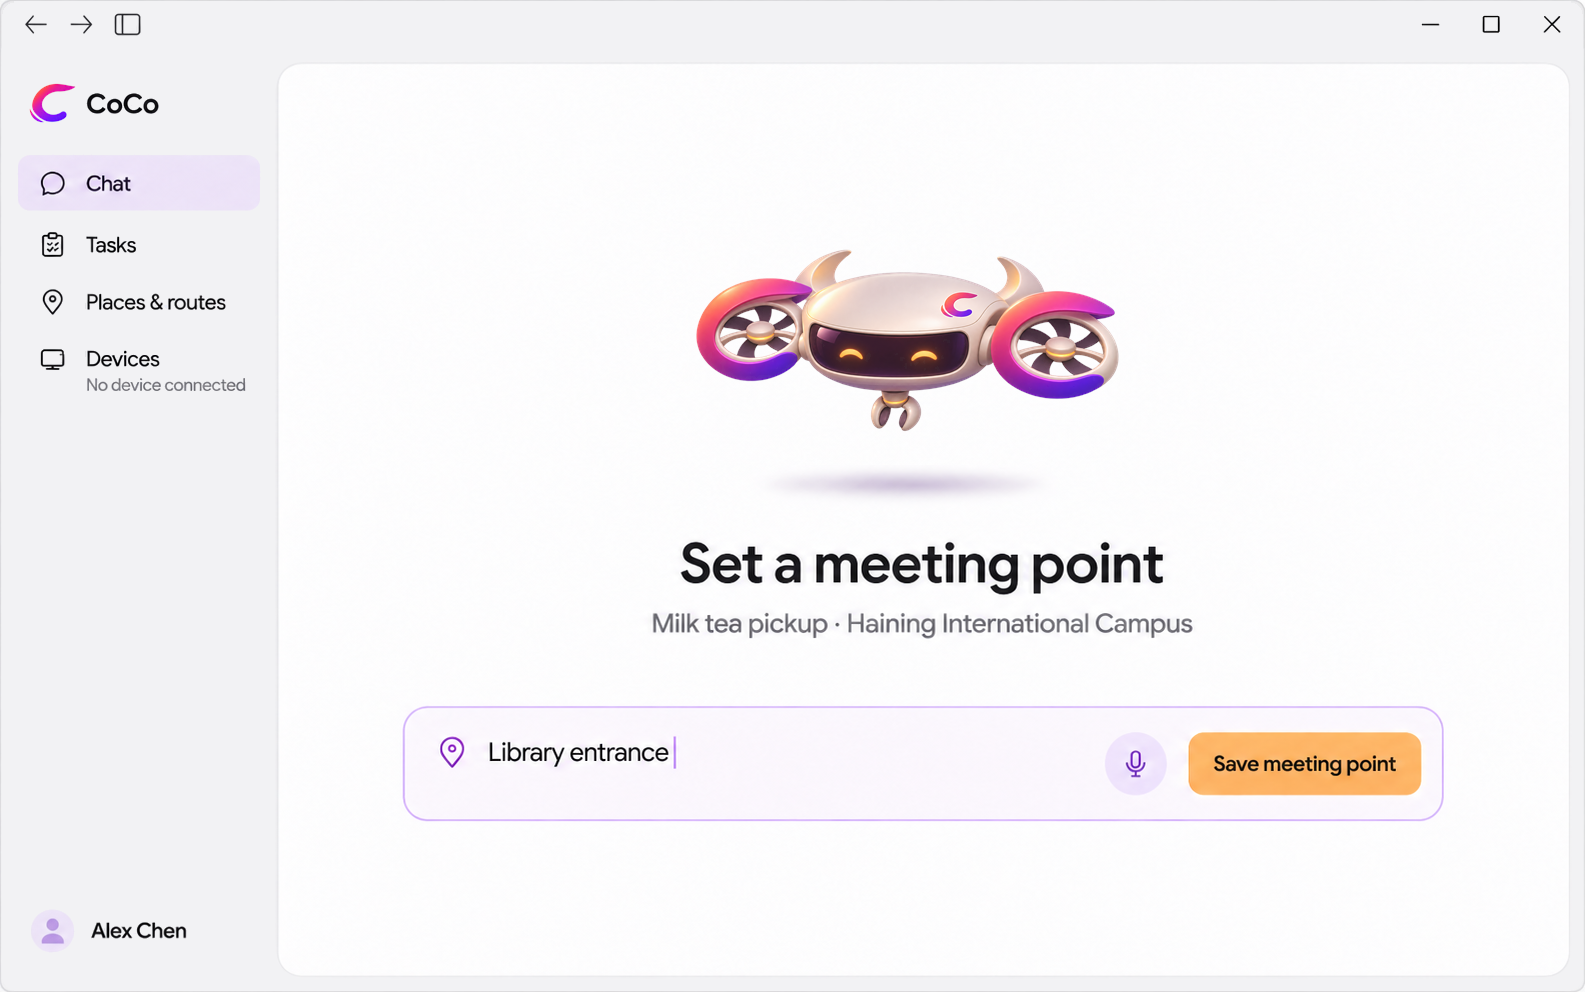 CoCo
Chat
Tasks
Places & routes
Devices
No device connected
Set a meeting point
Milk tea pickup · Haining International Campus
Library entrance
Save meeting point
Alex Chen